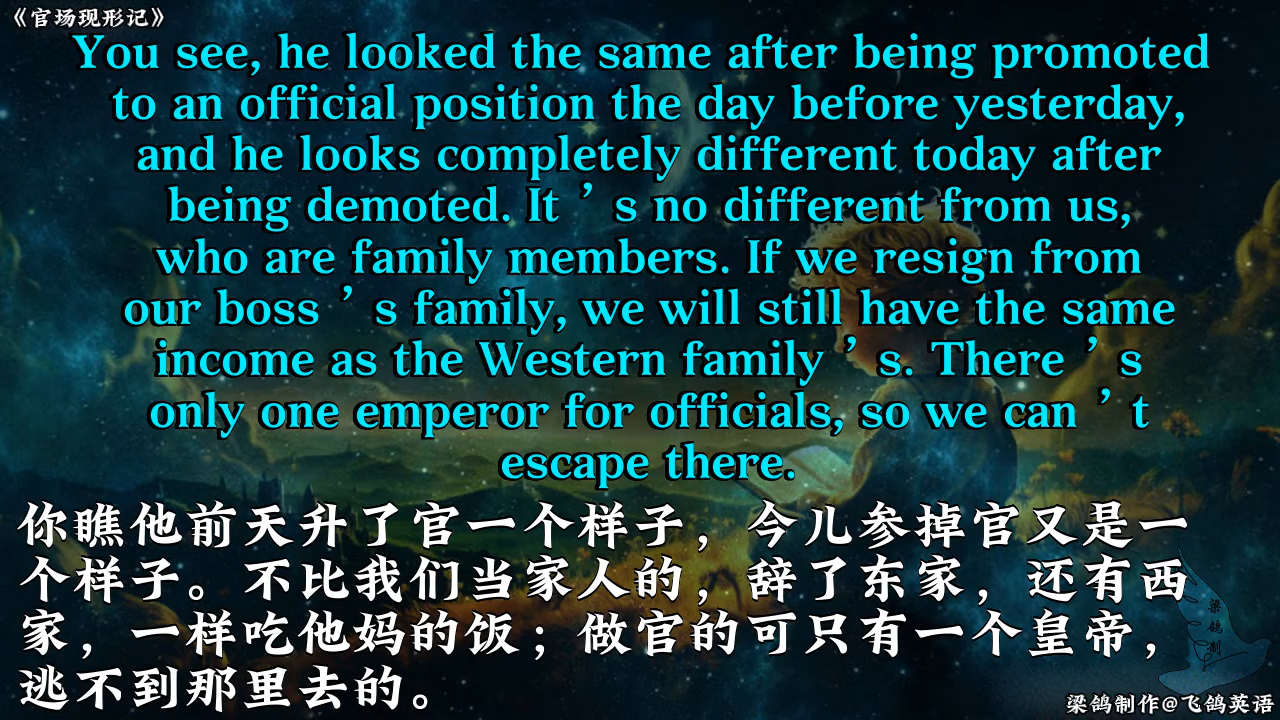 《官场现形记》
You see, he looked the same after being promoted
to an official position the day before yesterday,
and he looks completely different today after
being demoted. It ’ s no different from us,
who are family members. If we resign from
our boss ’ s family, we will still have the same
income as the Western family ’ s. There ’ s
only one emperor for officials, so we can ’ t
escape there.
你瞧他前天升了官一个样子，今儿参掉官又是一
个样子。不比我们当家人的，辞了东家，还有西
家，一样吃他妈的饭；做官的可只有一个皇帝，
逃不到那里去的。
梁鸽制
梁鸽制作@飞鸽英语